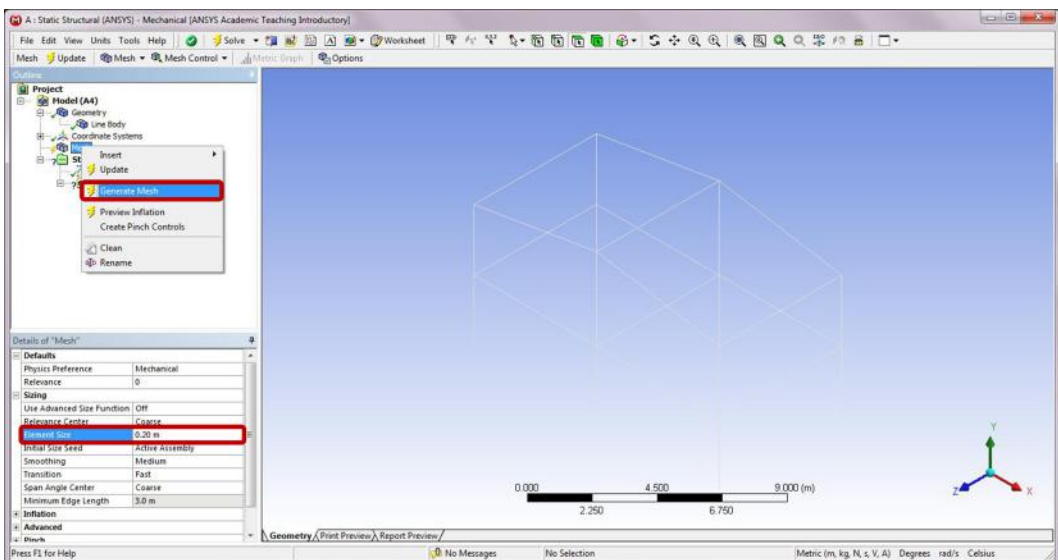 A : Static Structural (ANSYS) - Mechanical [ANSYS Academic Teaching Introductory]
File Edit View Units Tools Help Solve Worksheet
Mesh Update Mesh Mesh Control Metric Graph Options
Outline
Project
Model (A4)
Geometry
Line Body
Coordinate Systems
St
Insert
Update
Generate Mesh
Preview Inflation
Create Pinch Controls
Clean
Rename
Details of "Mesh"
Defaults
Physics Preference Mechanical
Relevance 0
Sizing
Use Advanced Size Function Off
Relevance Center Coarse
Element Size 0.20 m
Initial Size Seed Active Assembly
Smoothing Medium
Transition Fast
Span Angle Center Coarse
Minimum Edge Length 3.0 m
Inflation
Advanced
Pinch
0.000 4.500 9.000 (m)
2.250 6.750
Y
Z X
Geometry Print Preview Report Preview
Press F1 for Help 0 No Messages No Selection Metric (m, kg, N, s, V, A) Degrees rad/s Celsius